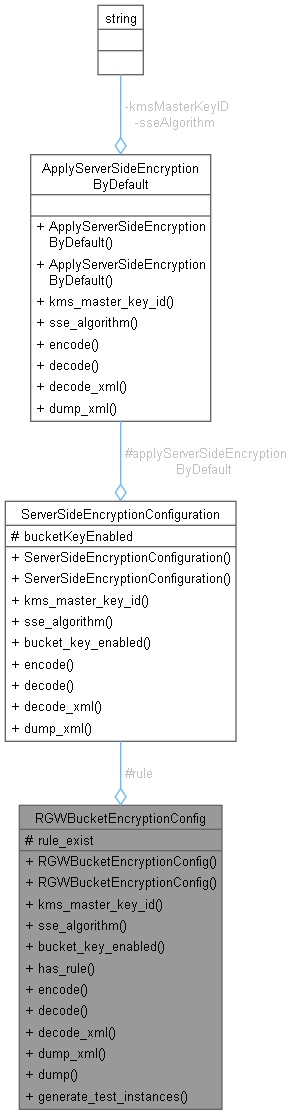 string
-kmsMasterKeyID
-sseAlgorithm
ApplyServerSideEncryption
ByDefault
+ ApplyServerSideEncryption
ByDefault()
+ ApplyServerSideEncryption
ByDefault()
+ kms_master_key_id()
+ sse_algorithm()
+ encode()
+ decode()
+ decode_xml()
+ dump_xml()
#applyServerSideEncryption
ByDefault
ServerSideEncryptionConfiguration
# bucketKeyEnabled
+ ServerSideEncryptionConfiguration()
+ ServerSideEncryptionConfiguration()
+ kms_master_key_id()
+ sse_algorithm()
+ bucket_key_enabled()
+ encode()
+ decode()
+ decode_xml()
+ dump_xml()
#rule
RGWBucketEncryptionConfig
# rule_exist
+ RGWBucketEncryptionConfig()
+ RGWBucketEncryptionConfig()
+ kms_master_key_id()
+ sse_algorithm()
+ bucket_key_enabled()
+ has_rule()
+ encode()
+ decode()
+ decode_xml()
+ dump_xml()
+ dump()
+ generate_test_instances()